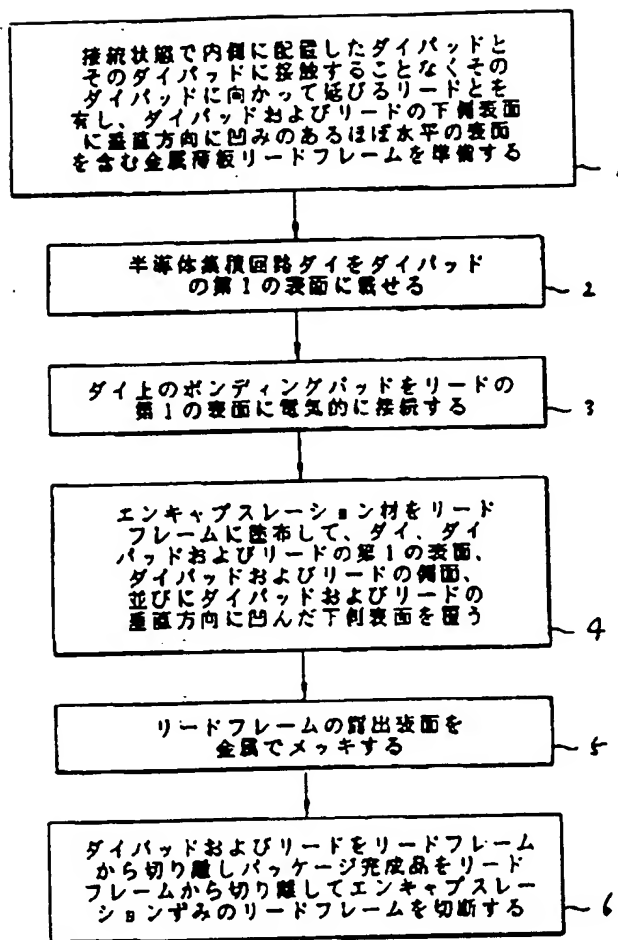 接続状態で内側に配置したダイパッドと
そのダイパッドに接触することなくその
ダイパッドに向かって延びるリードとを
有し、ダイパッドおよびリードの下側表面
に垂直方向に凹みのあるほぼ水平の表面
を含む金属薄板リードフレームを準備する
半導体集積回路ダイをダイパッド
の第1の表面に載せる
2
ダイ上のボンディングパッドをリードの
第1の表面に電気的に接続する
3
エンキャプスレーション材をリード
フレームに塗布して、ダイ、ダイ
パッドおよびリードの第1の表面、
ダイパッドおよびリードの側面、
並びにダイパッドおよびリードの
垂直方向に凹んだ下側表面を覆う
4
リードフレームの露出表面を
金属でメッキする
5
ダイパッドおよびリードをリードフレーム
から切り離しパッケージ完成品をリード
フレームから切り離してエンキャプスレー
ションずみのリードフレームを切断する
6